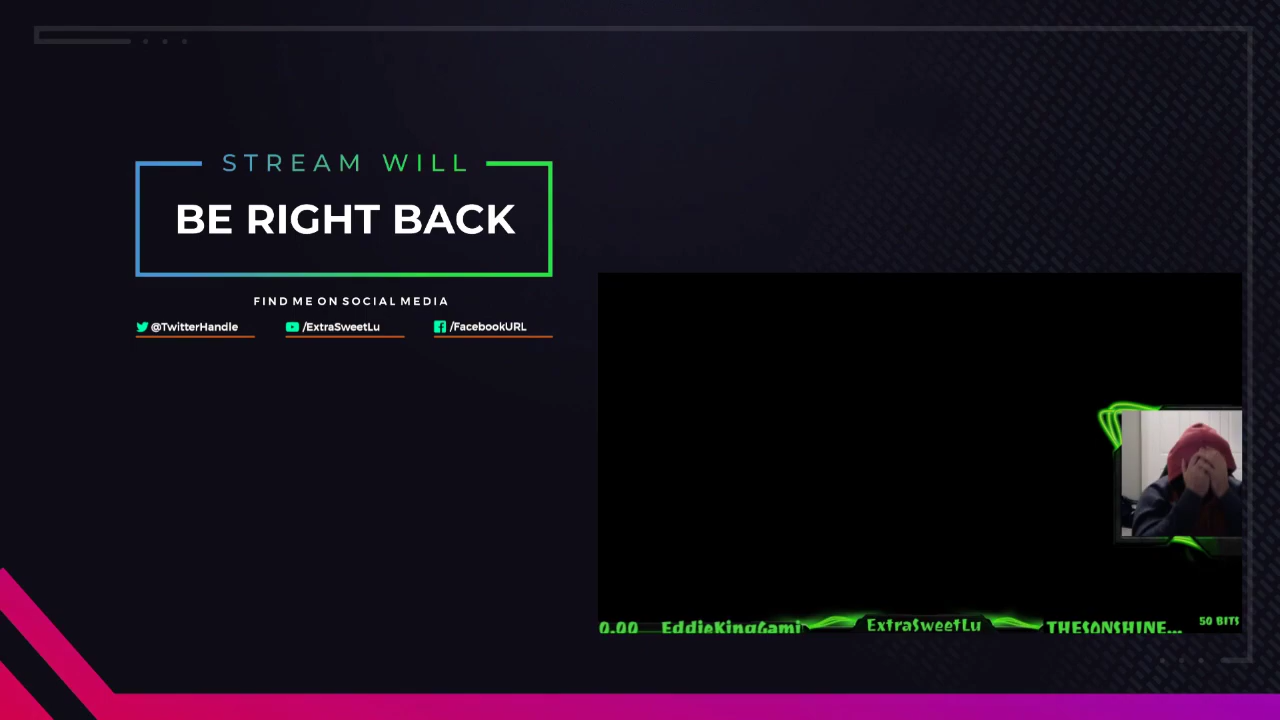 STREAM WILL
BE RIGHT BACK
FIND ME ON SOCIAL MEDIA
@TwitterHandle /ExtraSweetLu /FacebookURL
0.00 EddieKingGami ExtraSweetLu THESONSHINE... 50 BITS